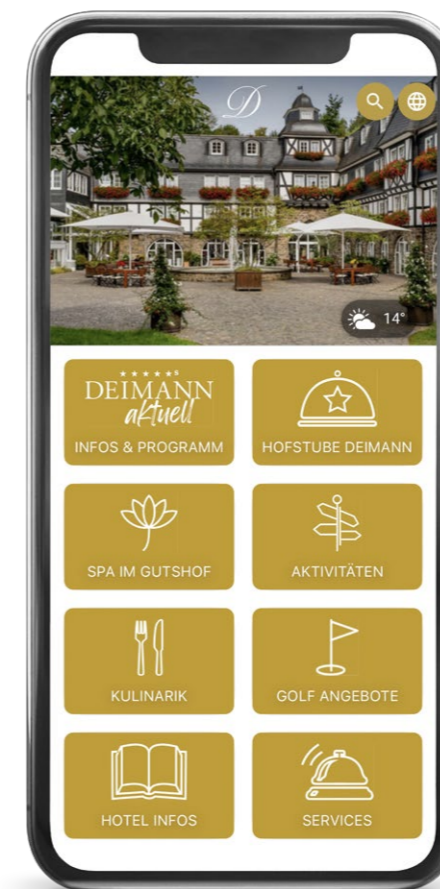 D
14°
★★★★★S
DEIMANN
aktuell
INFOS & PROGRAMM
HOFSTUBE DEIMANN
SPA IM GUTSHOF
AKTIVITÄTEN
KULINARIK
GOLF ANGEBOTE
HOTEL INFOS
SERVICES